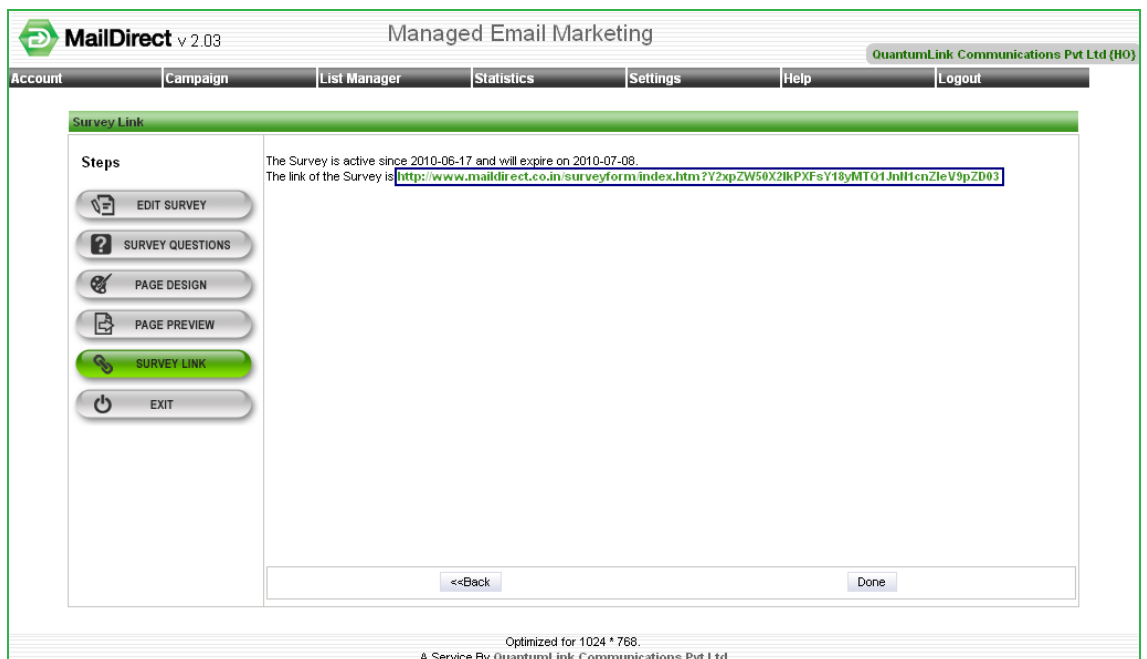 MailDirect v 2.03
Managed Email Marketing
QuantumLink Communications Pvt Ltd {HO}
Account Campaign List Manager Statistics Settings Help Logout
Survey Link
Steps
EDIT SURVEY
SURVEY QUESTIONS
PAGE DESIGN
PAGE PREVIEW
SURVEY LINK
EXIT
The Survey is active since 2010-06-17 and will expire on 2010-07-08.
The link of the Survey is http://www.maildirect.co.in/surveyform/index.htm?Y2xpZW50X2lkPXFsY18yMTQ1JnN1cnZleV9pZD03
<<Back Done
Optimized for 1024 * 768.
A Service By QuantumLink Communications Pvt Ltd